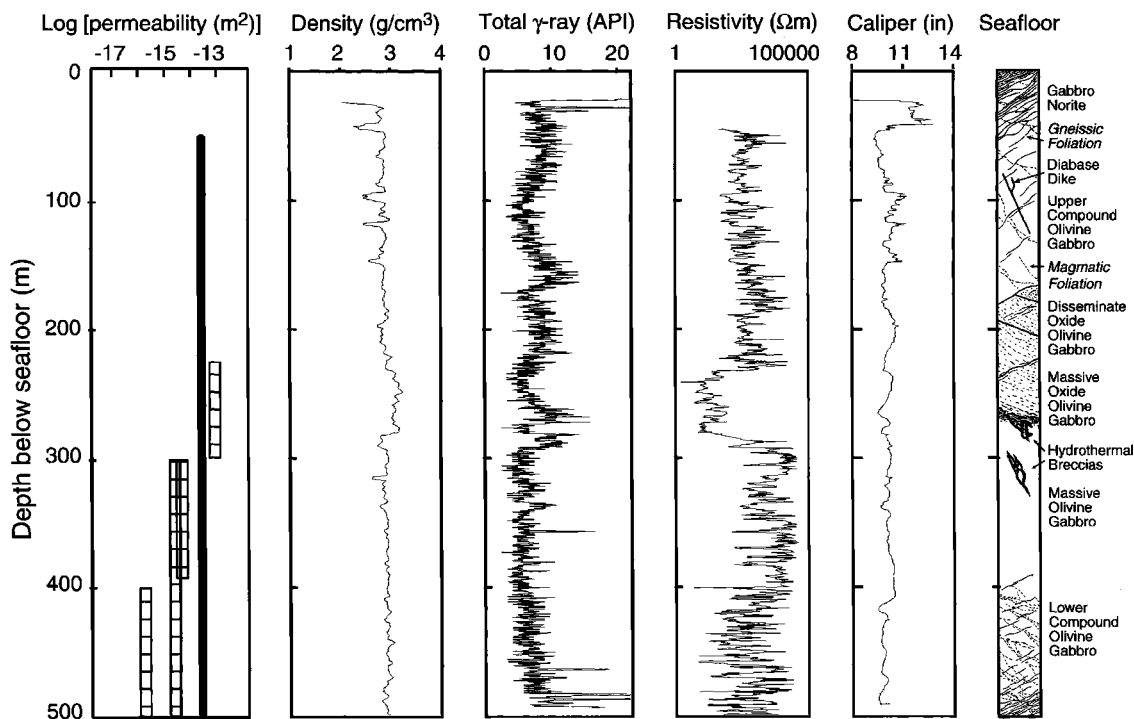 Log [permeability (m²)]
-17 -15 -13
Density (g/cm³)
1 2 3 4
Total γ-ray (API)
0 10 20
Resistivity (Ωm)
1 100000
Caliper (in)
8 11 14
Seafloor
Depth below seafloor (m)
0
100
200
300
400
500
Gabbro
Norite
Gneissic
Foliation
Diabase
Dike
Upper
Compound
Olivine
Gabbro
Magmatic
Foliation
Disseminate
Oxide
Olivine
Gabbro
Massive
Oxide
Olivine
Gabbro
Hydrothermal
Breccias
Massive
Olivine
Gabbro
Lower
Compound
Olivine
Gabbro